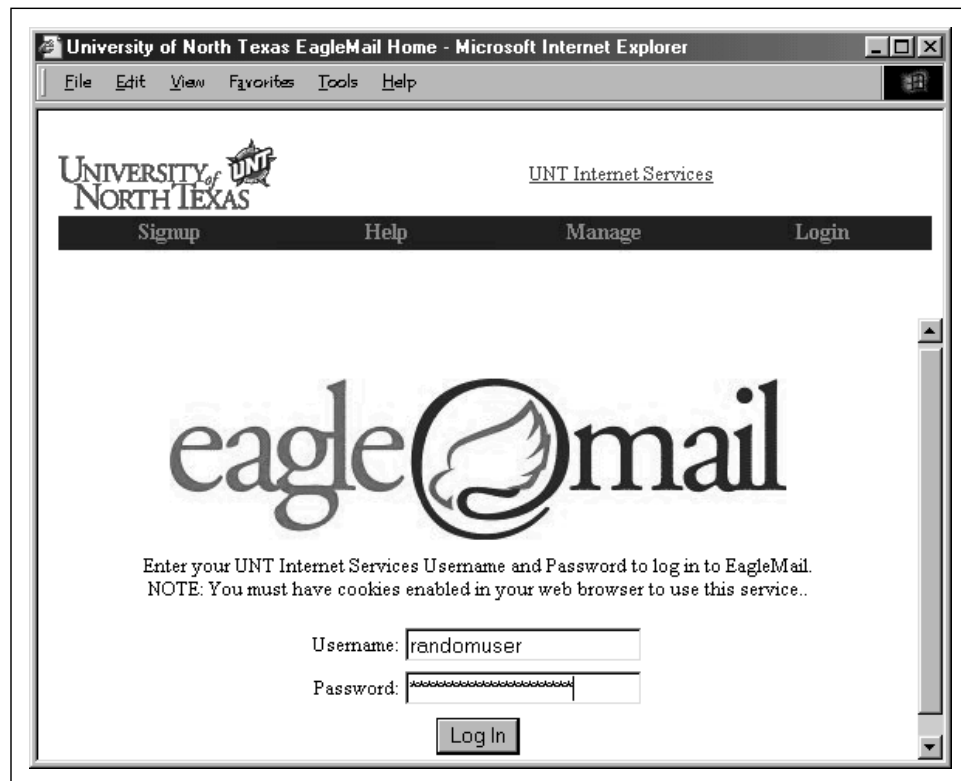 University of North Texas EagleMail Home - Microsoft Internet Explorer
File Edit View Favorites Tools Help
UNIVERSITY of NORTH TEXAS
UNT
UNT Internet Services
Signup Help Manage Login
eagle mail
Enter your UNT Internet Services Username and Password to log in to EagleMail.
NOTE: You must have cookies enabled in your web browser to use this service..
Username: randomuser
Password:
Log In